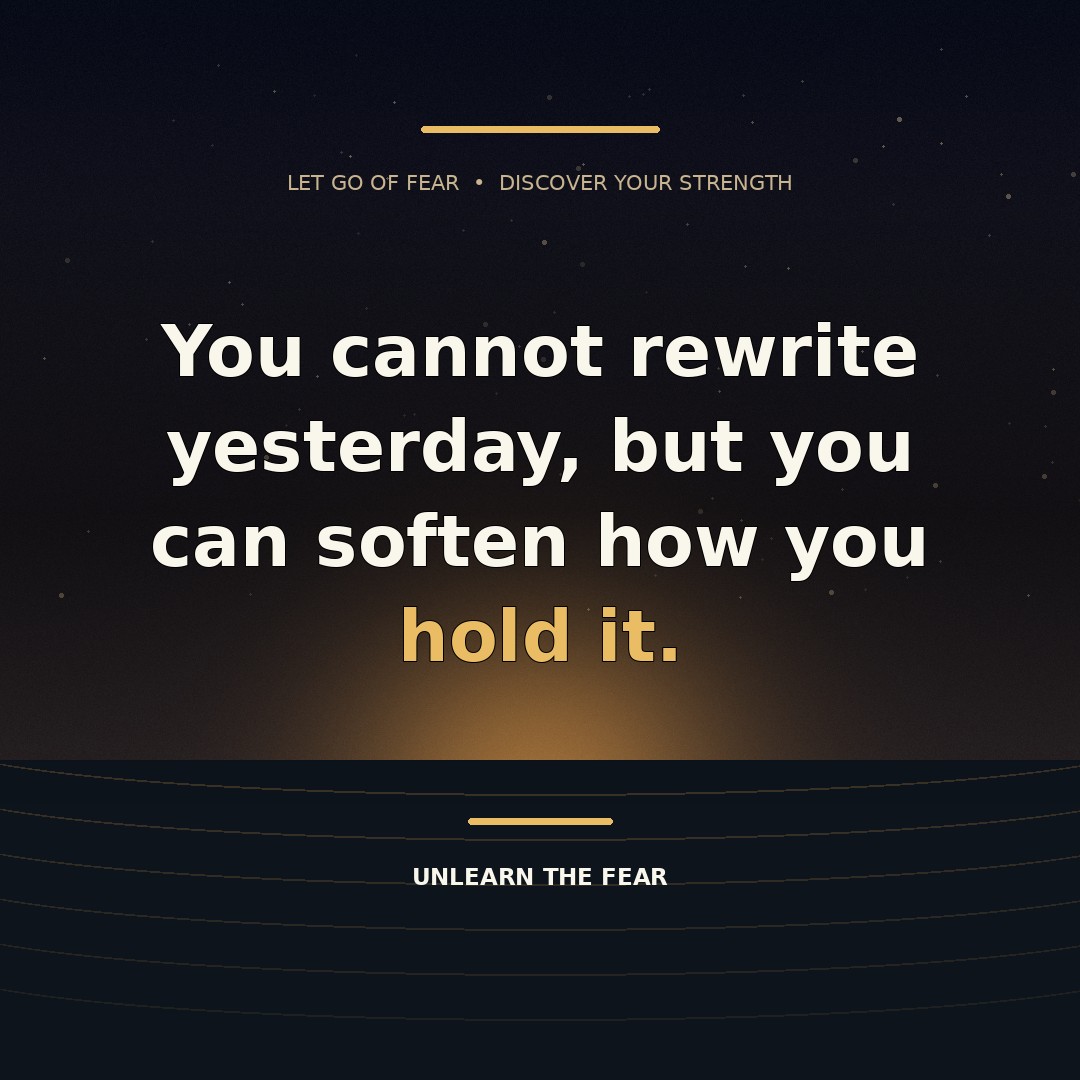 LET GO OF FEAR • DISCOVER YOUR STRENGTH
You cannot rewrite
yesterday, but you
can soften how you
hold it.
UNLEARN THE FEAR